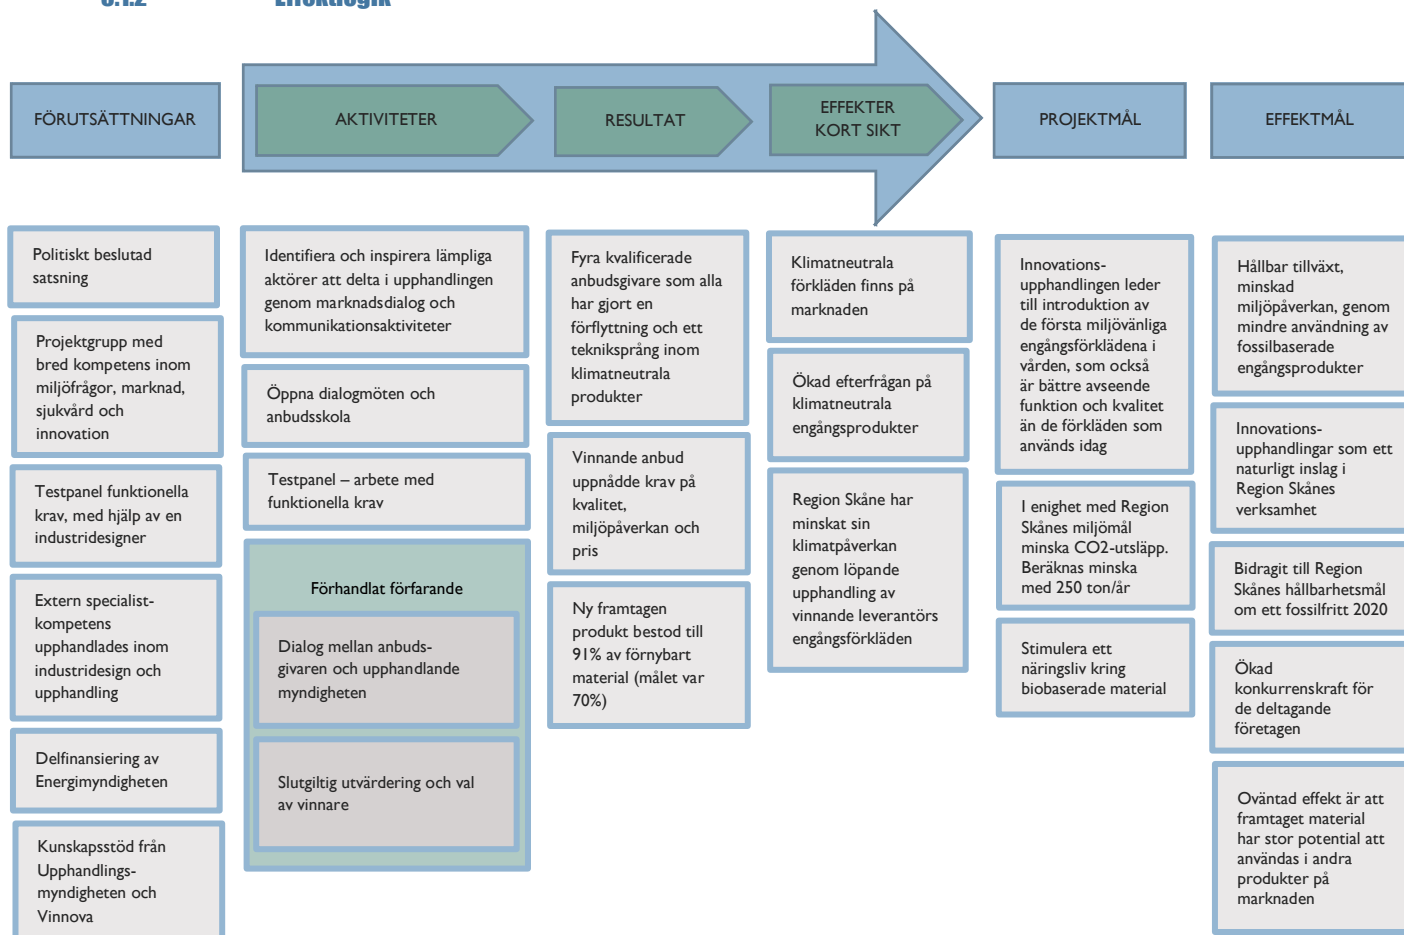 8.1.2 Effektlogik
FÖRUTSÄTTNINGAR
AKTIVITETER
RESULTAT
EFFEKTER
KORT SIKT
PROJEKTMÅL
EFFEKTMÅL
Politiskt beslutad
satsning
Projektgrupp med
bred kompetens inom
miljöfrågor, marknad,
sjukvård och
innovation
Testpanel funktionella
krav, med hjälp av en
industridesigner
Extern specialist-
kompetens
upphandlades inom
industridesign och
upphandling
Delfinansiering av
Energimyndigheten
Kunskapsstöd från
Upphandlings-
myndigheten och
Vinnova
Identifiera och inspirera lämpliga
aktörer att delta i upphandlingen
genom marknadsdialog och
kommunikationsaktiviteter
Öppna dialogmöten och
anbudsskola
Testpanel – arbete med
funktionella krav
Förhandlat förfarande
Dialog mellan anbuds-
givaren och upphandlande
myndigheten
Slutgiltig utvärdering och val
av vinnare
Fyra kvalificerade
anbudsgivare som alla
har gjort en
förflyttning och ett
tekniksprång inom
klimatneutrala
produkter
Vinnande anbud
uppnådde krav på
kvalitet,
miljöpåverkan och
pris
Ny framtagen
produkt bestod till
91% av förnybart
material (målet var
70%)
Klimatneutrala
förkläden finns på
marknaden
Ökad efterfrågan på
klimatneutrala
engångsprodukter
Region Skåne har
minskat sin
klimatpåverkan
genom löpande
upphandling av
vinnande leverantörs
engångsförkläden
Innovations-
upphandlingen leder
till introduktion av
de första miljövänliga
engångsförklädena i
vården, som också
är bättre avseende
funktion och kvalitet
än de förkläden som
används idag
I enighet med Region
Skånes miljömål
minska CO2-utsläpp.
Beräknas minska
med 250 ton/år
Stimulera ett
näringsliv kring
biobaserade material
Hållbar tillväxt,
minskad
miljöpåverkan, genom
mindre användning av
fossilbaserade
engångsprodukter
Innovations-
upphandlingar som ett
naturligt inslag i
Region Skånes
verksamhet
Bidragit till Region
Skånes hållbarhetsmål
om ett fossilfritt 2020
Ökad
konkurrenskraft för
de deltagande
företagen
Oväntad effekt är att
framtaget material
har stor potential att
användas i andra
produkter på
marknaden